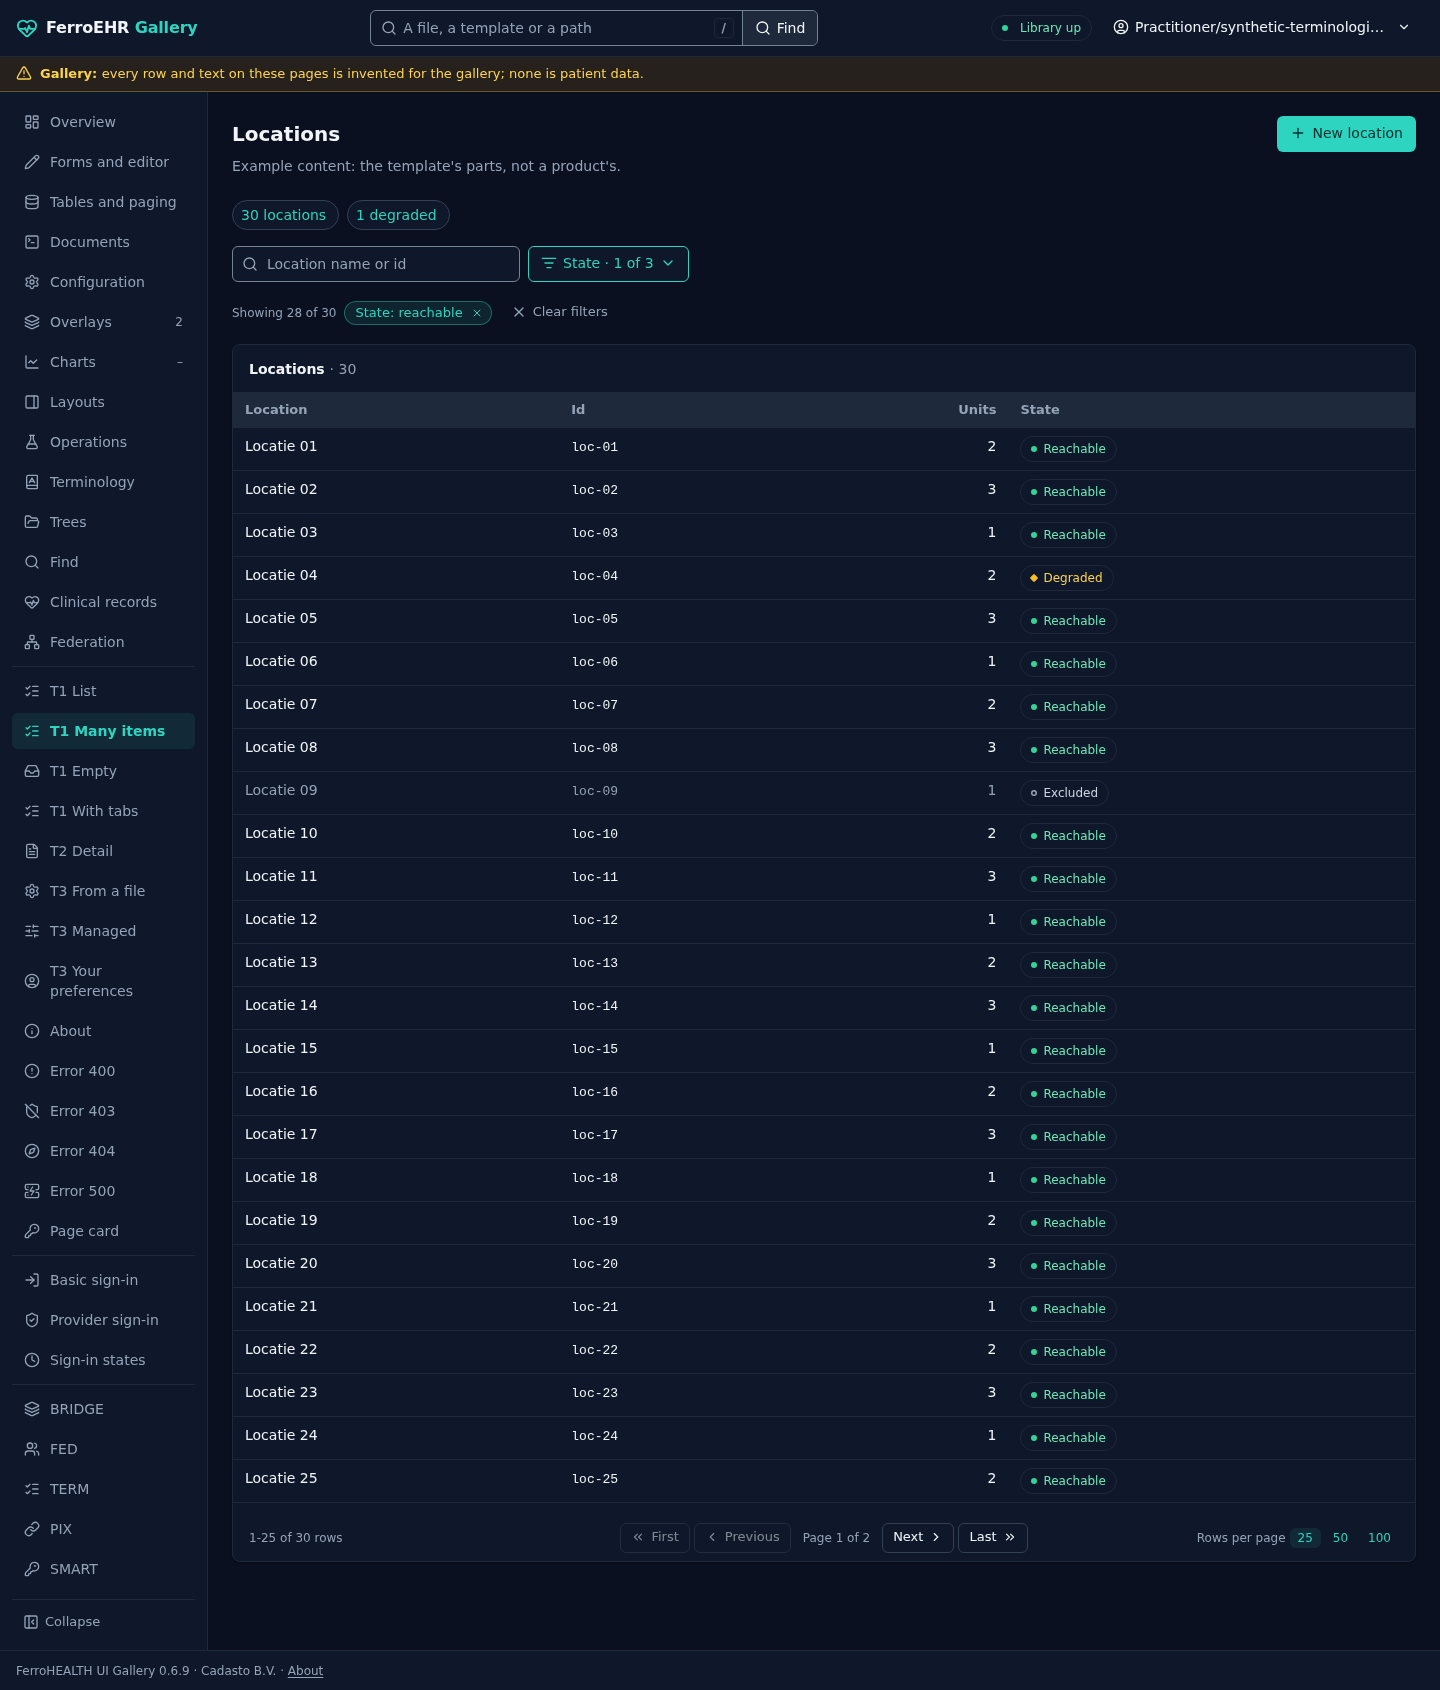 FerroEHR Gallery
A file, a template or a path
/
Find
Library up
Practitioner/synthetic-terminologi…
Gallery: every row and text on these pages is invented for the gallery; none is patient data.
Overview
Forms and editor
Tables and paging
Documents
Configuration
Overlays 2
Charts –
Layouts
Operations
Terminology
Trees
Find
Clinical records
Federation
T1 List
T1 Many items
T1 Empty
T1 With tabs
T2 Detail
T3 From a file
T3 Managed
T3 Your
preferences
About
Error 400
Error 403
Error 404
Error 500
Page card
Basic sign-in
Provider sign-in
Sign-in states
BRIDGE
FED
TERM
PIX
SMART
Collapse
Locations
New location
Example content: the template's parts, not a product's.
30 locations 1 degraded
Location name or id
State · 1 of 3
Showing 28 of 30 State: reachable Clear filters
Locations · 30
Location Id Units State
Locatie 01 loc-01 2 Reachable
Locatie 02 loc-02 3 Reachable
Locatie 03 loc-03 1 Reachable
Locatie 04 loc-04 2 Degraded
Locatie 05 loc-05 3 Reachable
Locatie 06 loc-06 1 Reachable
Locatie 07 loc-07 2 Reachable
Locatie 08 loc-08 3 Reachable
Locatie 09 loc-09 1 Excluded
Locatie 10 loc-10 2 Reachable
Locatie 11 loc-11 3 Reachable
Locatie 12 loc-12 1 Reachable
Locatie 13 loc-13 2 Reachable
Locatie 14 loc-14 3 Reachable
Locatie 15 loc-15 1 Reachable
Locatie 16 loc-16 2 Reachable
Locatie 17 loc-17 3 Reachable
Locatie 18 loc-18 1 Reachable
Locatie 19 loc-19 2 Reachable
Locatie 20 loc-20 3 Reachable
Locatie 21 loc-21 1 Reachable
Locatie 22 loc-22 2 Reachable
Locatie 23 loc-23 3 Reachable
Locatie 24 loc-24 1 Reachable
Locatie 25 loc-25 2 Reachable
1-25 of 30 rows First Previous Page 1 of 2 Next Last Rows per page 25 50 100
FerroHEALTH UI Gallery 0.6.9 · Cadasto B.V. · About